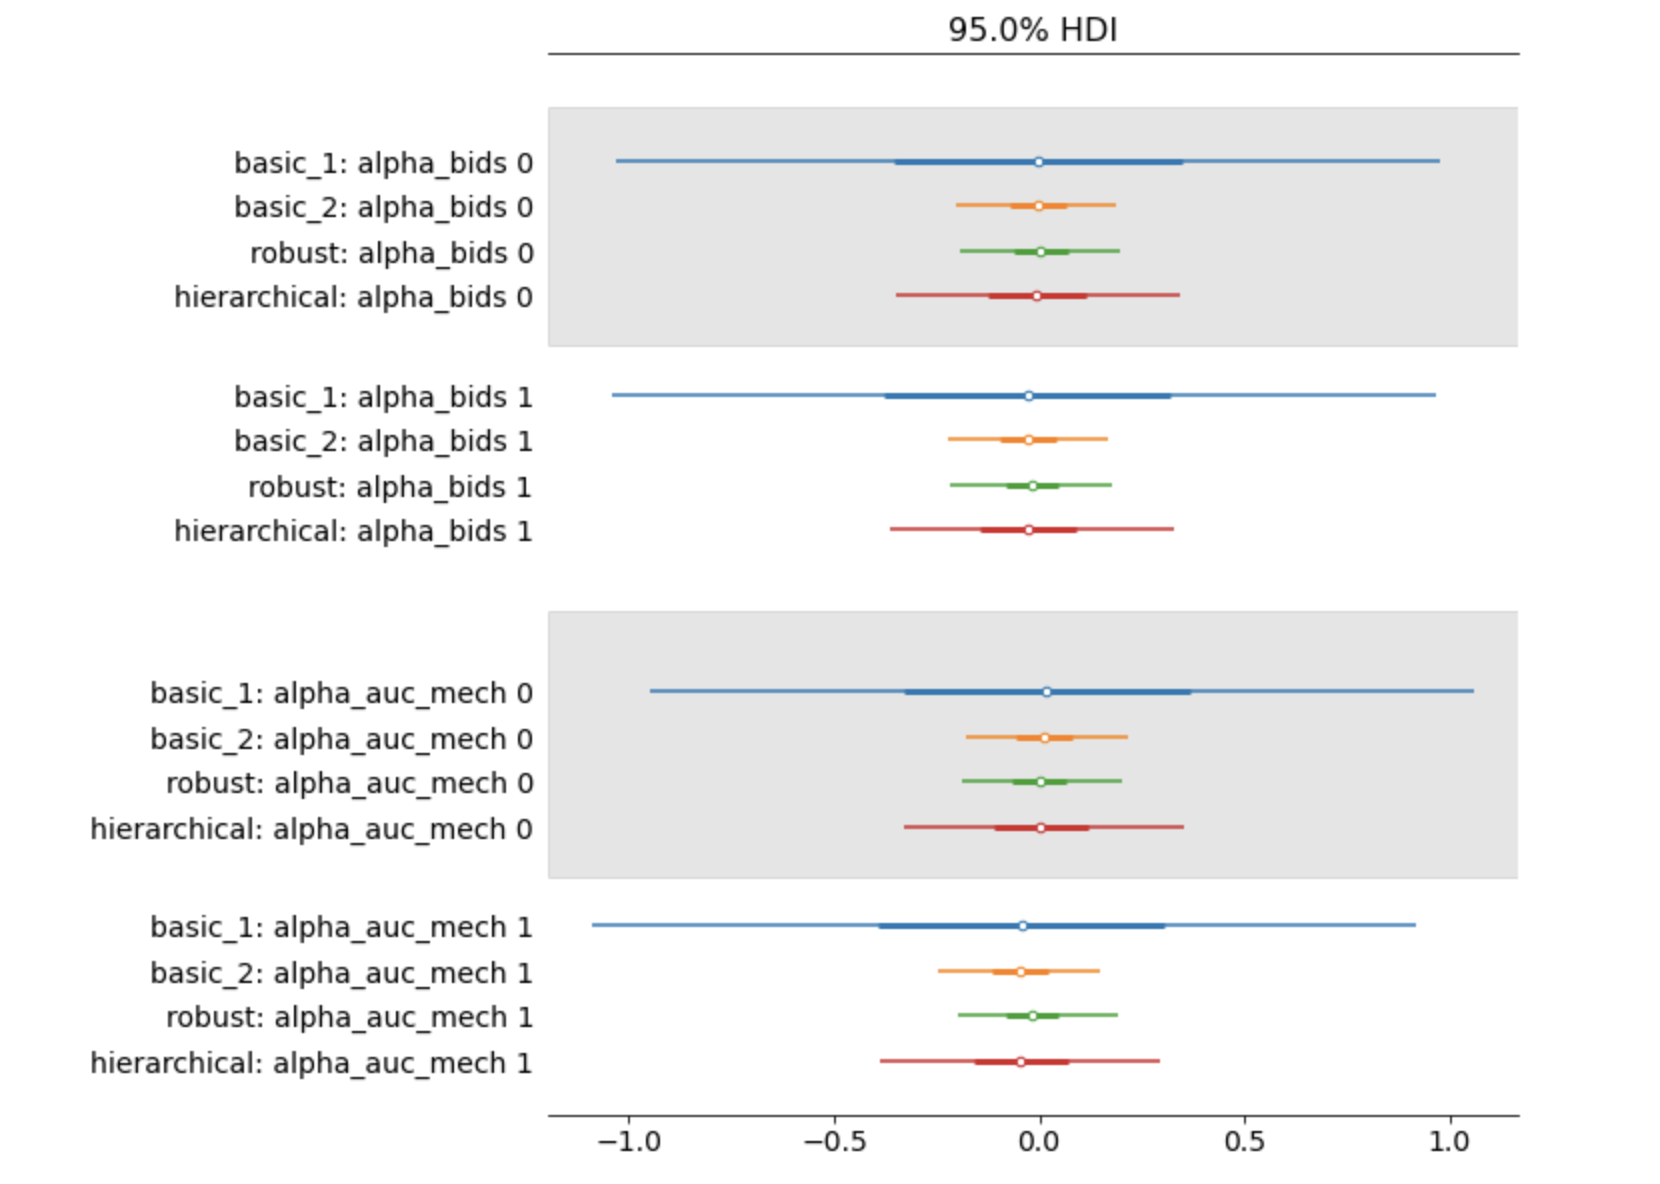 95.0% HDI
basic_1: alpha_bids 0
basic_2: alpha_bids 0
robust: alpha_bids 0
hierarchical: alpha_bids 0
basic_1: alpha_bids 1
basic_2: alpha_bids 1
robust: alpha_bids 1
hierarchical: alpha_bids 1
basic_1: alpha_auc_mech 0
basic_2: alpha_auc_mech 0
robust: alpha_auc_mech 0
hierarchical: alpha_auc_mech 0
basic_1: alpha_auc_mech 1
basic_2: alpha_auc_mech 1
robust: alpha_auc_mech 1
hierarchical: alpha_auc_mech 1
−1.0 −0.5 0.0 0.5 1.0